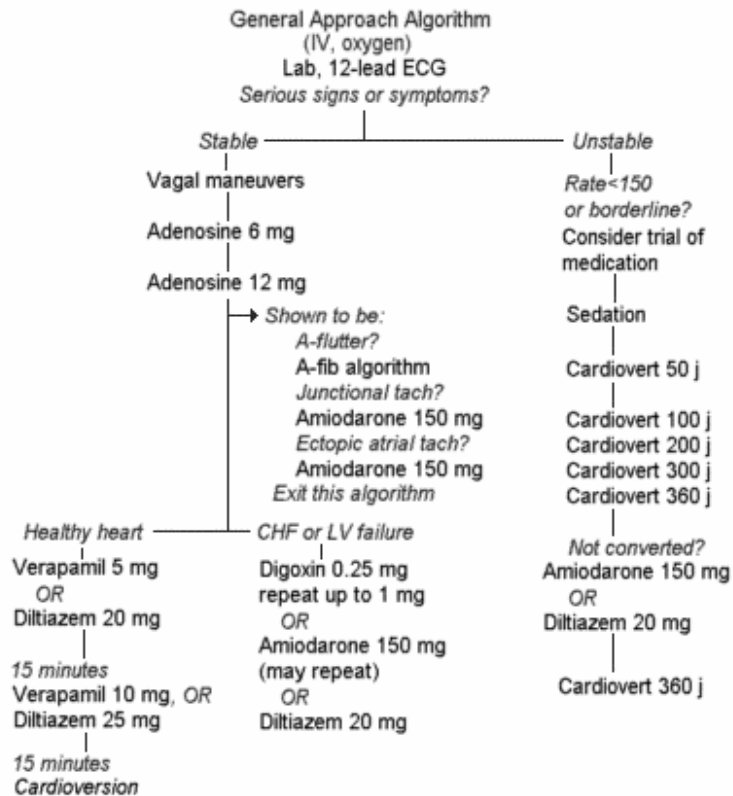 General Approach Algorithm
(IV, oxygen)
Lab, 12-lead ECG
Serious signs or symptoms?
Stable
Vagal maneuvers
Adenosine 6 mg
Adenosine 12 mg
Shown to be:
A-flutter?
A-fib algorithm
Junctional tach?
Amiodarone 150 mg
Ectopic atrial tach?
Amiodarone 150 mg
Exit this algorithm
Healthy heart
Verapamil 5 mg
OR
Diltiazem 20 mg
15 minutes
Verapamil 10 mg, OR
Diltiazem 25 mg
15 minutes
Cardioversion
CHF or LV failure
Digoxin 0.25 mg
repeat up to 1 mg
OR
Amiodarone 150 mg
(may repeat)
OR
Diltiazem 20 mg
Unstable
Rate<150
or borderline?
Consider trial of
medication
Sedation
Cardiovert 50 j
Cardiovert 100 j
Cardiovert 200 j
Cardiovert 300 j
Cardiovert 360 j
Not converted?
Amiodarone 150 mg
OR
Diltiazem 20 mg
Cardiovert 360 j